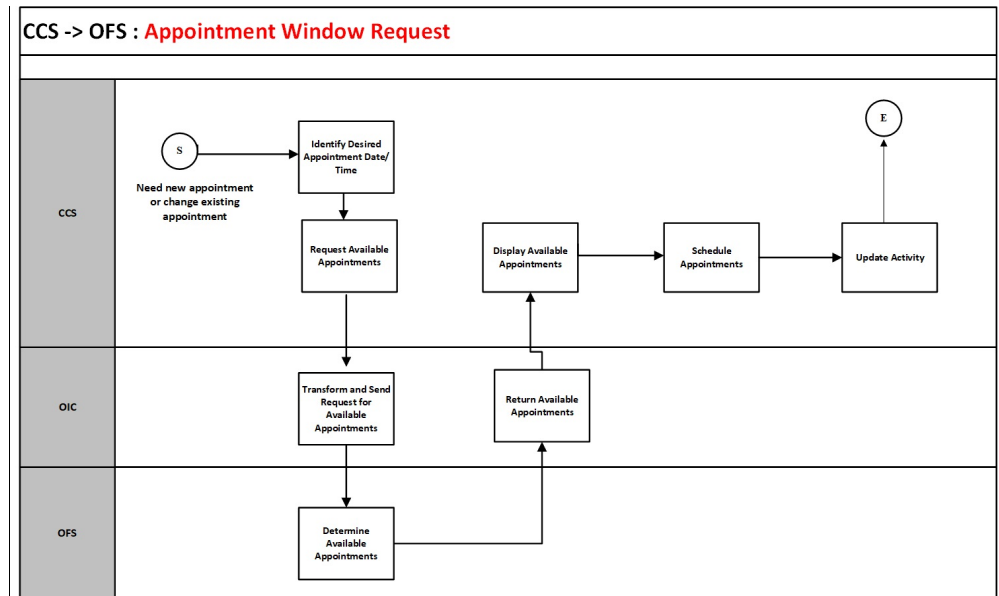 CCS -> OFS : Appointment Window Request
CCS
S
Need new appointment
or change existing
appointment
Identify Desired
Appointment Date/
Time
Request Available
Appointments
Display Available
Appointments
Schedule
Appointments
Update Activity
E
OIC
Transform and Send
Request for
Available
Appointments
Return Available
Appointments
OFS
Determine
Available
Appointments